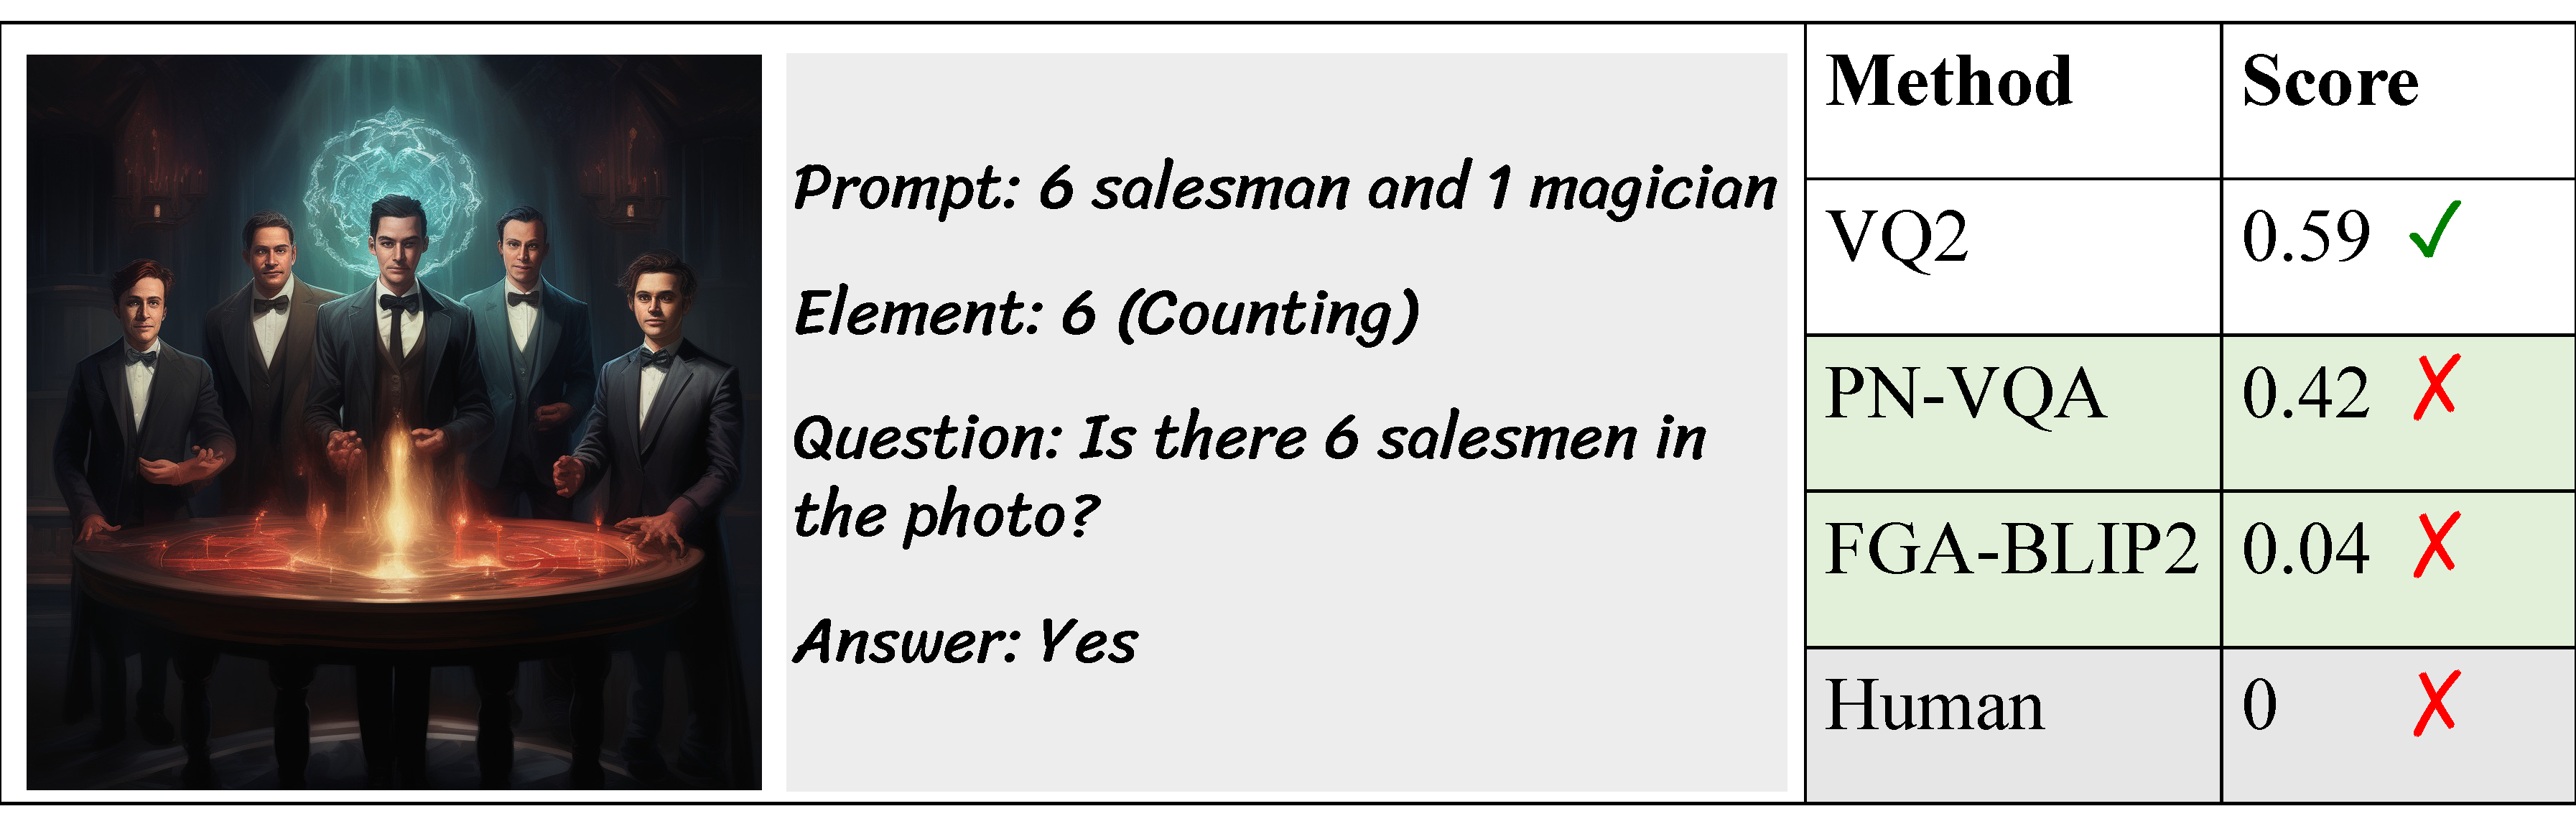 Prompt: 6 salesman and 1 magician
Element: 6 (Counting)
Question: Is there 6 salesmen in
the photo?
Answer: Yes
Method Score
VQ2 0.59 ✓
PN-VQA 0.42 ✗
FGA-BLIP2 0.04 ✗
Human 0 ✗